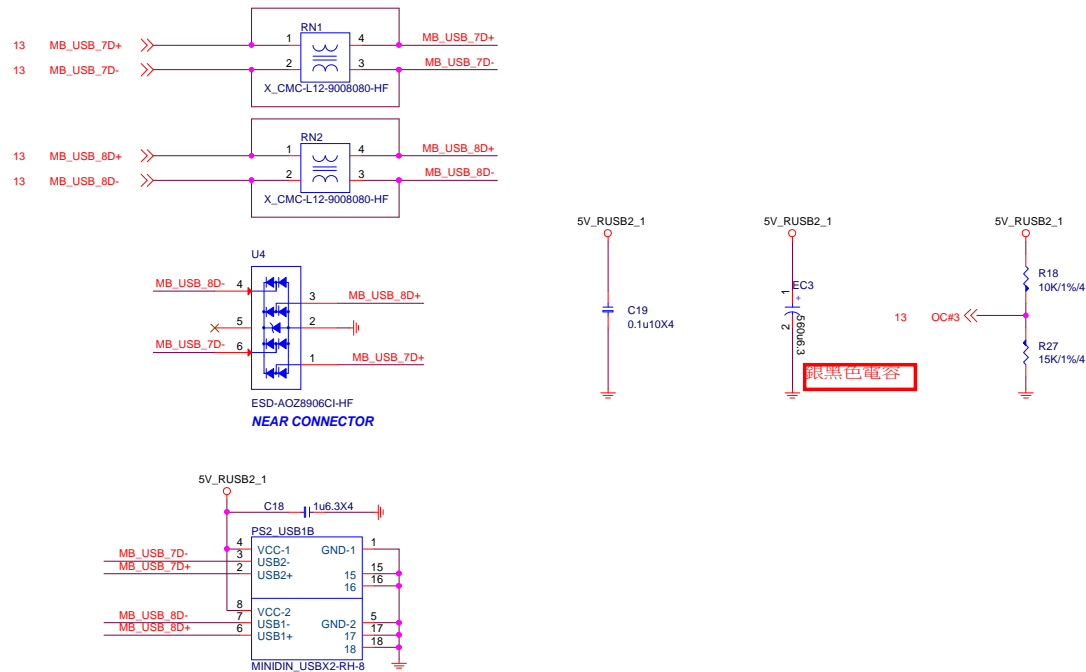 RN1
13 MB_USB_7D+ 1 4 MB_USB_7D+
13 MB_USB_7D- 2 3 MB_USB_7D-
X_CMC-L12-9008080-HF
RN2
13 MB_USB_8D+ 1 4 MB_USB_8D+
13 MB_USB_8D- 2 3 MB_USB_8D-
X_CMC-L12-9008080-HF
U4
MB_USB_8D- 4
3 MB_USB_8D+
5 2
MB_USB_7D- 6
1 MB_USB_7D+
ESD-AOZ8906CI-HF
NEAR CONNECTOR
5V_RUSB2_1
C19
0.1u10X4
5V_RUSB2_1
1 EC3
+
2 560u6.3
銀黑色電容
5V_RUSB2_1
R18
10K/1%/4
13 OC#3
R27
15K/1%/4
5V_RUSB2_1
C18 1u6.3X4
PS2_USB1B
4 VCC-1 GND-1 1
MB_USB_7D- 3 USB2-
MB_USB_7D+ 2 USB2+ 15 15
16 16
8 VCC-2
MB_USB_8D- 7 USB1- GND-2 5
MB_USB_8D+ 6 USB1+ 17 17
18 18
MINIDIN_USBX2-RH-8